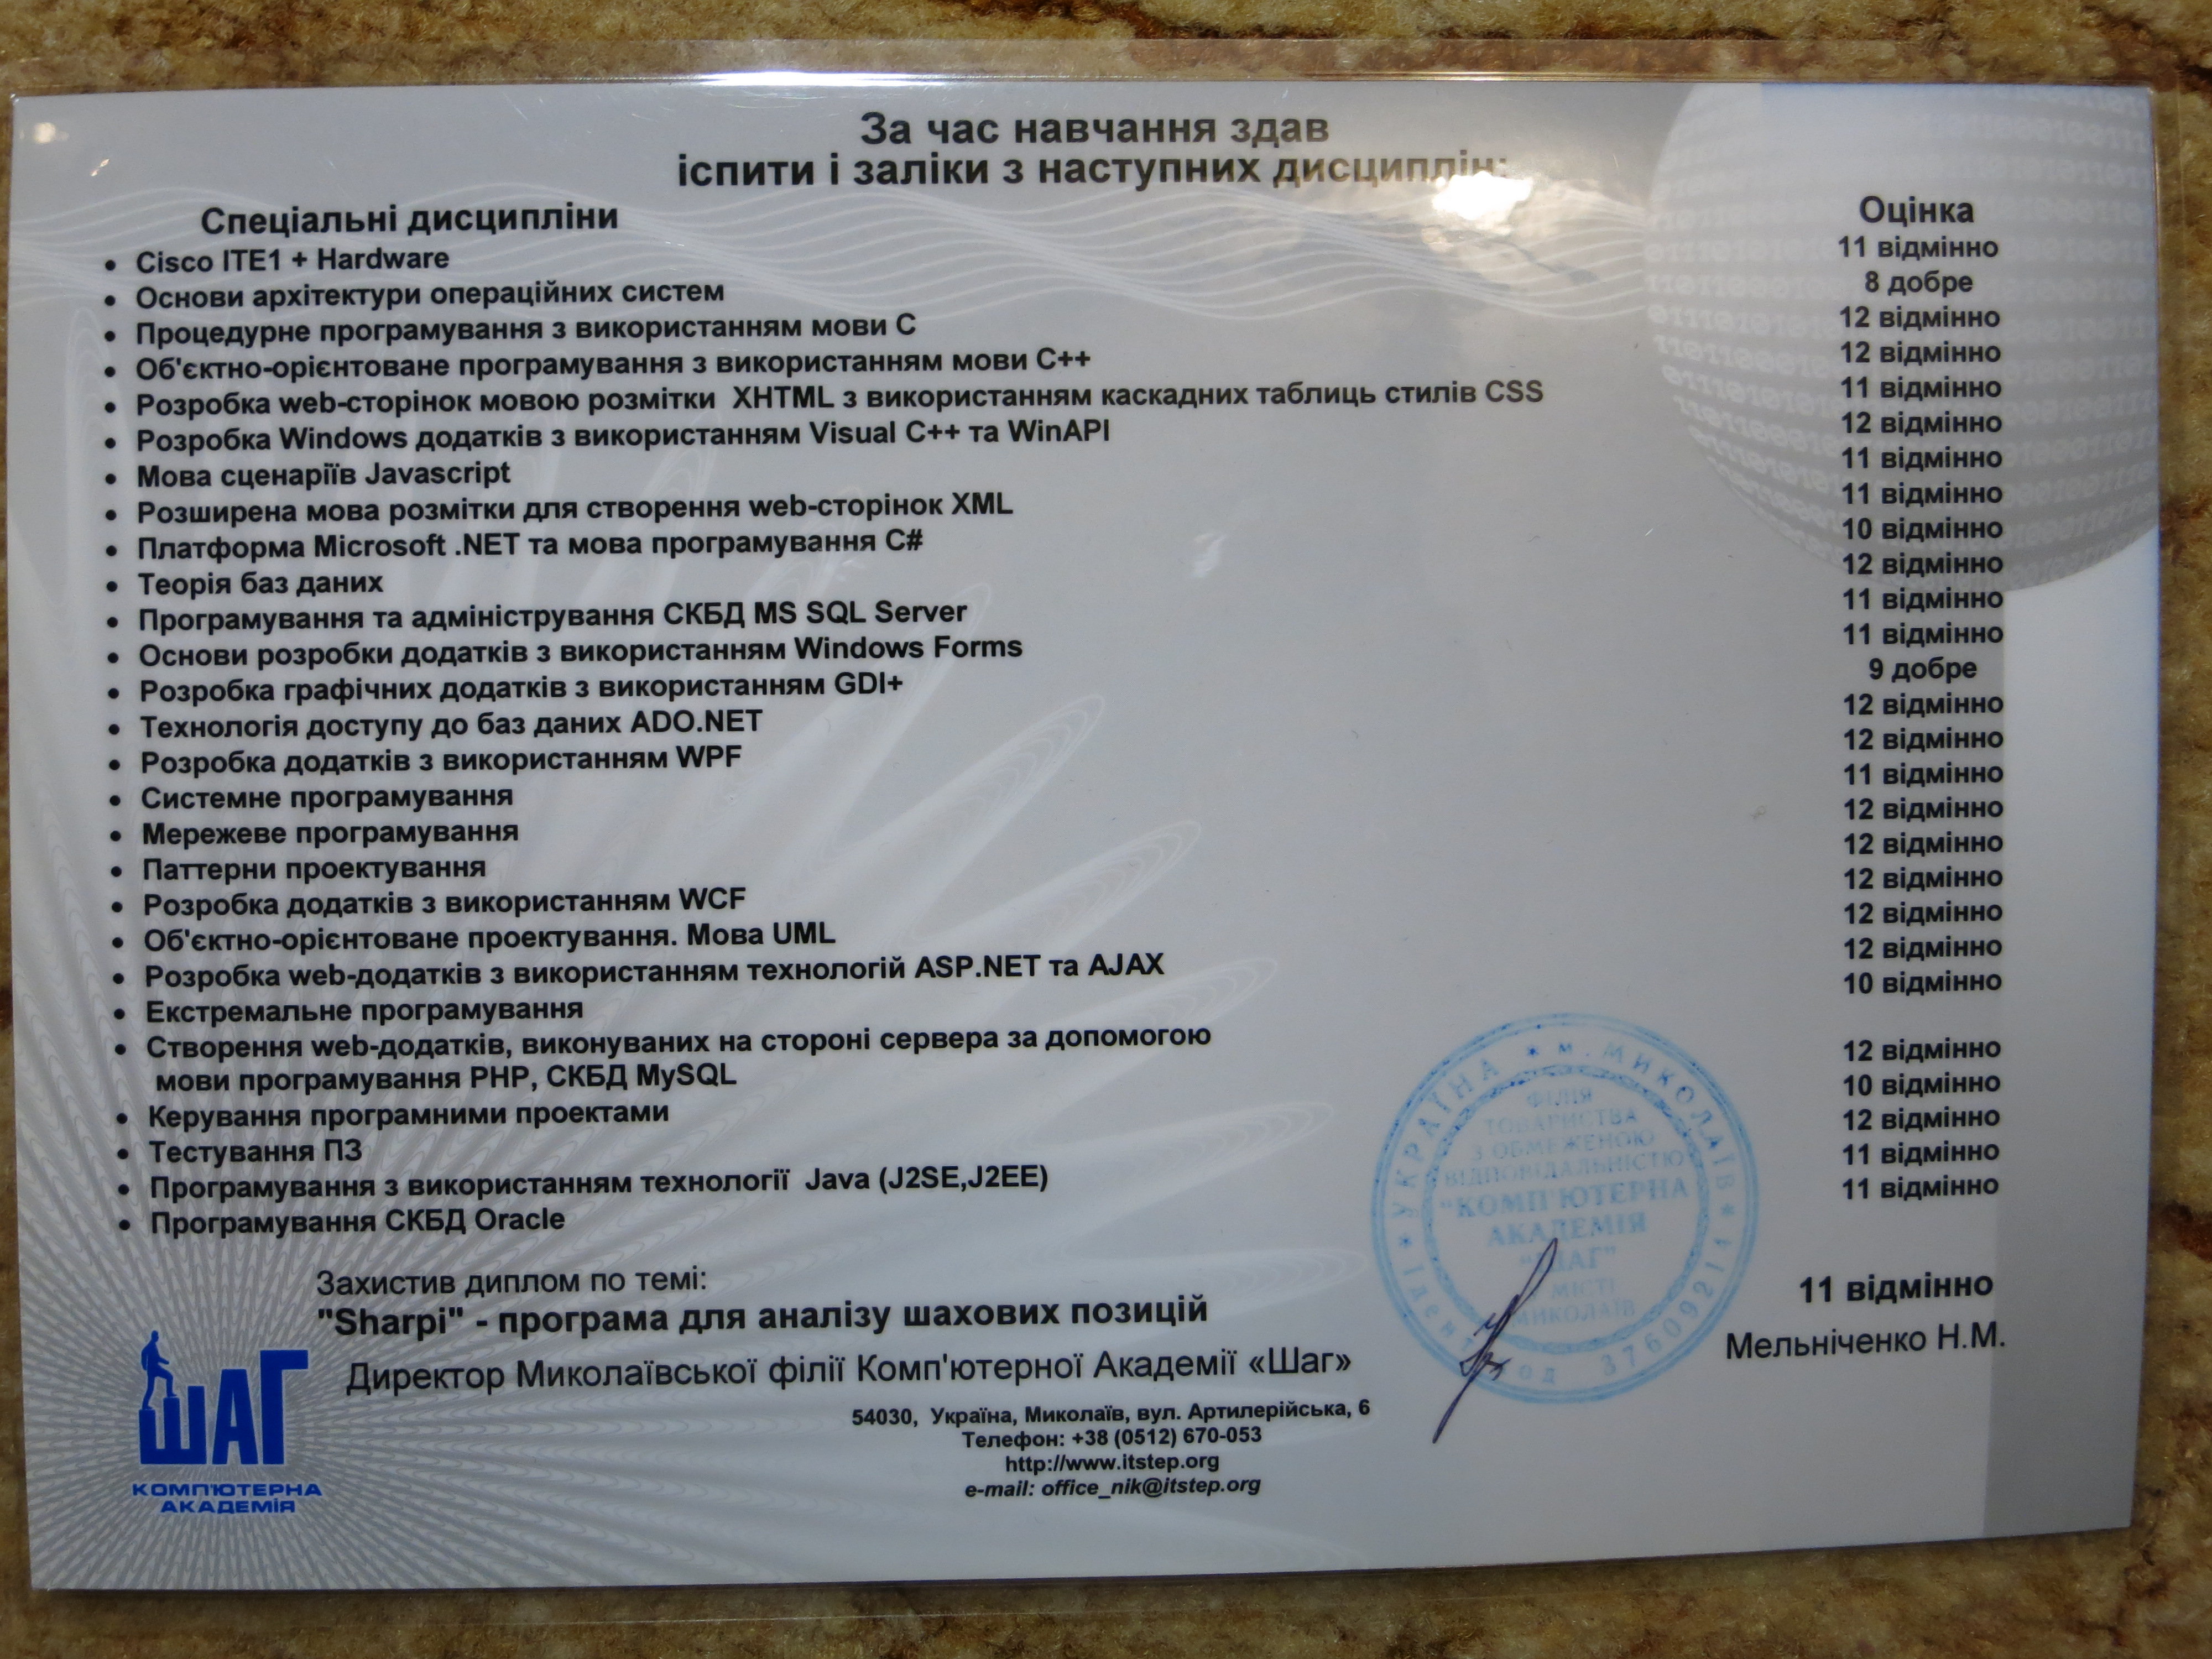 За час навчання здав
іспити і заліки з наступних дисциплін:
Спеціальні дисципліни Оцінка
• Cisco ITE1 + Hardware 11 відмінно
• Основи архітектури операційних систем 8 добре
• Процедурне програмування з використанням мови C 12 відмінно
• Об'єктно-орієнтоване програмування з використанням мови C++ 12 відмінно
• Розробка web-сторінок мовою розмітки XHTML з використанням каскадних таблиць стилів CSS 11 відмінно
• Розробка Windows додатків з використанням Visual C++ та WinAPI 12 відмінно
• Мова сценаріїв Javascript 11 відмінно
• Розширена мова розмітки для створення web-сторінок XML 11 відмінно
• Платформа Microsoft .NET та мова програмування C# 10 відмінно
• Теорія баз даних 12 відмінно
• Програмування та адміністрування СКБД MS SQL Server 11 відмінно
• Основи розробки додатків з використанням Windows Forms 11 відмінно
• Розробка графічних додатків з використанням GDI+ 9 добре
• Технологія доступу до баз даних ADO.NET 12 відмінно
• Розробка додатків з використанням WPF 12 відмінно
• Системне програмування 11 відмінно
• Мережеве програмування 12 відмінно
• Паттерни проектування 12 відмінно
• Розробка додатків з використанням WCF 12 відмінно
• Об'єктно-орієнтоване проектування. Мова UML 12 відмінно
• Розробка web-додатків з використанням технологій ASP.NET та AJAX 12 відмінно
• Екстремальне програмування 10 відмінно
• Створення web-додатків, виконуваних на стороні сервера за допомогою
мови програмування PHP, СКБД MySQL 12 відмінно
• Керування програмними проектами 10 відмінно
• Тестування ПЗ 12 відмінно
• Програмування з використанням технології Java (J2SE,J2EE) 11 відмінно
• Програмування СКБД Oracle 11 відмінно
Захистив диплом по темі:
"Sharpi" - програма для аналізу шахових позицій 11 відмінно
Директор Миколаївської філії Комп'ютерної Академії «Шаг» Мельніченко Н.М.
54030, Україна, Миколаїв, вул. Артилерійська, 6
Телефон: +38 (0512) 670-053
http://www.itstep.org
e-mail: office_nik@itstep.org
ШАГ
КОМП'ЮТЕРНА
АКАДЕМІЯ
УКРАЇНА * м. МИКОЛАЇВ *
ФІЛІЯ
ТОВАРИСТВА
З ОБМЕЖЕНОЮ
ВІДПОВІДАЛЬНІСТЮ
"КОМП'ЮТЕРНА
АКАДЕМІЯ
"ШАГ"
МІСТІ
МИКОЛАЇВ
37609211